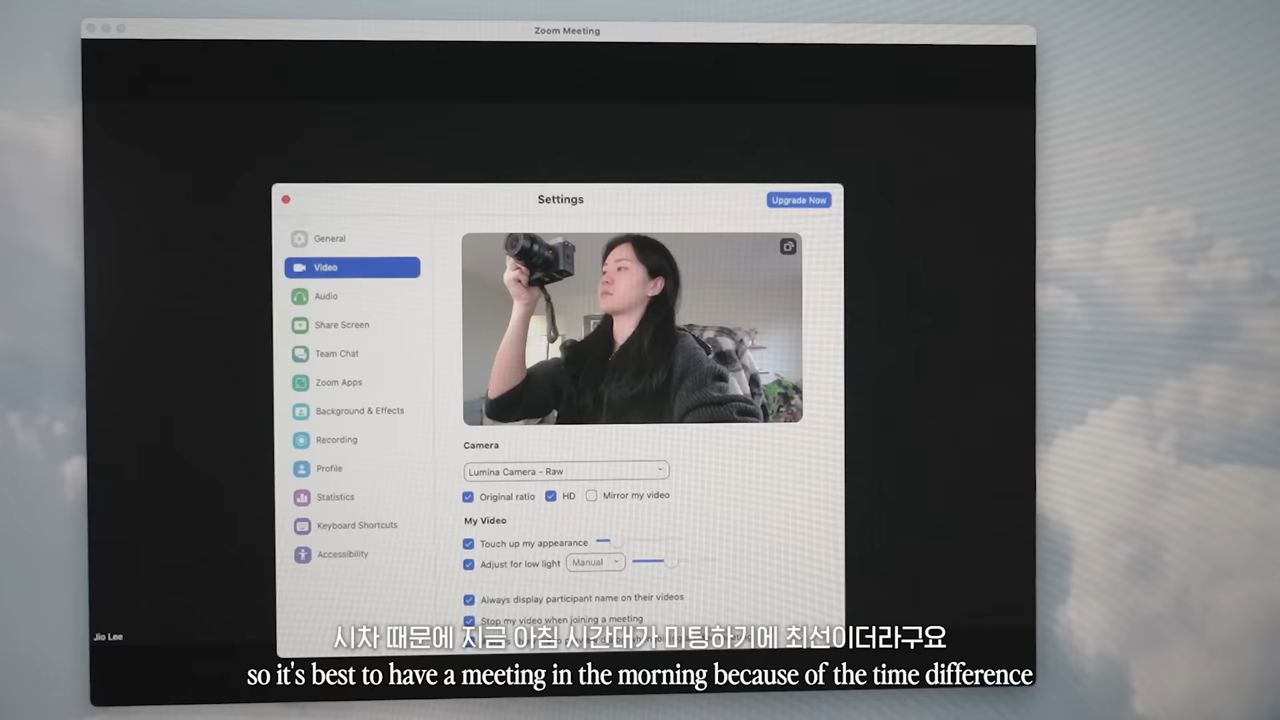 Zoom Meeting
Settings
Upgrade Now
General
Video
Audio
Share Screen
Team Chat
Zoom Apps
Background & Effects
Recording
Profile
Statistics
Keyboard Shortcuts
Accessibility
Camera
Lumina Camera - Raw
Original ratio
HD
Mirror my video
My Video
Touch up my appearance
Adjust for low light
Manual
Always display participant name on their videos
Stop my video when joining a meeting
Jio Lee
시차 때문에 지금 아침 시간대가 미팅하기에 최선이더라구요
so it's best to have a meeting in the morning because of the time difference